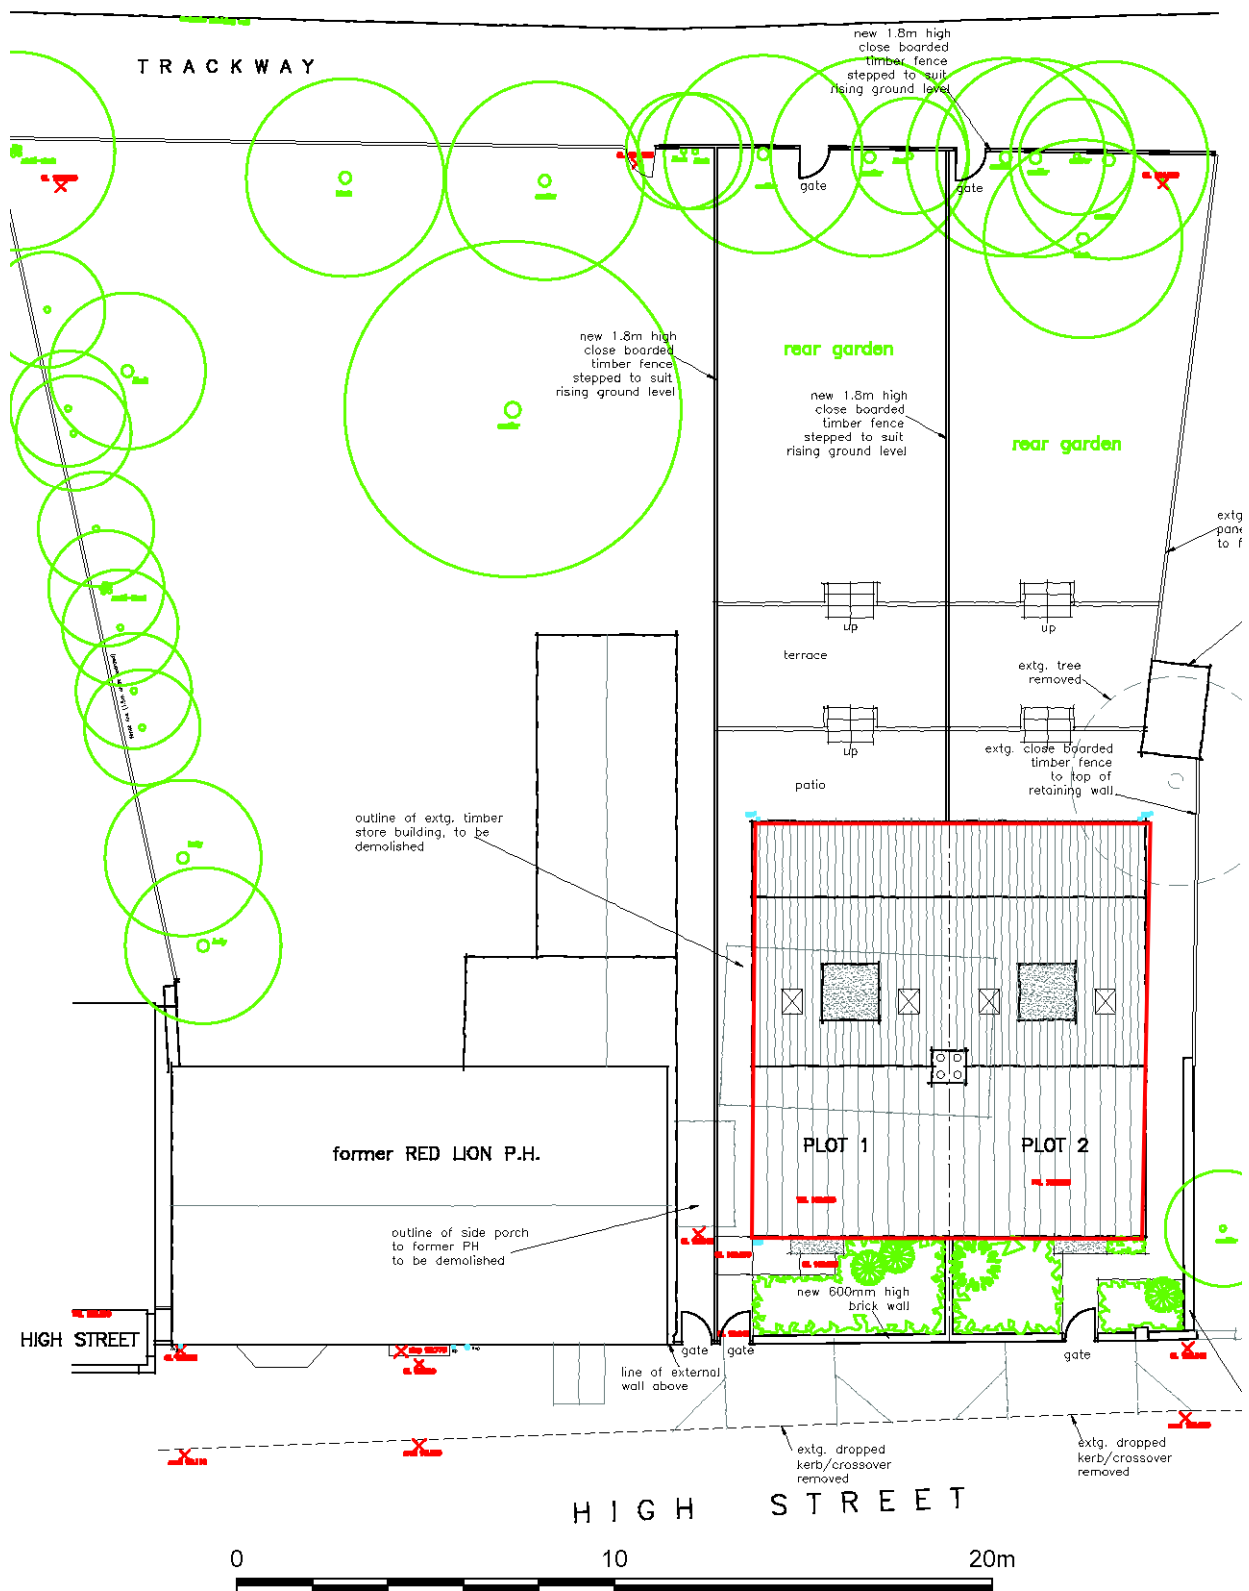 TRACKWAY
new 1.8m high
close boarded
timber fence
stepped to suit
rising ground level
gate
gate
new 1.8m high
close boarded
timber fence
stepped to suit
rising ground level
rear garden
new 1.8m high
close boarded
timber fence
stepped to suit
rising ground level
rear garden
extg.
pane
to f
up
up
terrace
extg. tree
removed
up
up
extg. close boarded
timber fence
to top of
retaining wall
patio
outline of extg. timber
store building, to be
demolished
former RED LION P.H.
PLOT 1
PLOT 2
outline of side porch
to former PH
to be demolished
new 600mm high
brick wall
HIGH STREET
gate
gate
gate
line of external
wall above
extg. dropped
kerb/crossover
removed
extg. dropped
kerb/crossover
removed
HIGH STREET
0 10 20m